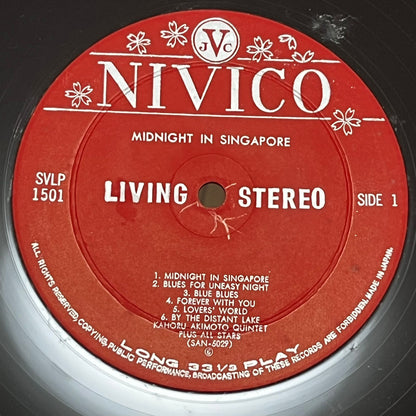 JVC
NIVICO
MIDNIGHT IN SINGAPORE
SVLP
1501
LIVING STEREO
SIDE 1
1. MIDNIGHT IN SINGAPORE
2. BLUES FOR UNEASY NIGHT
3. BLUE BLUES
4. FOREVER WITH YOU
5. LOVERS' WORLD
6. BY THE DISTANT LAKE
KAHORU AKIMOTO QUINTET
PLUS ALL STARS
(SAN-5029)
LONG 33 1/3 PLAY
ALL RIGHTS RESERVED, COPYING, PUBLIC PERFORMANCE, BROADCASTING OF THESE RECORDS ARE FORBIDDEN, MADE IN JAPAN.